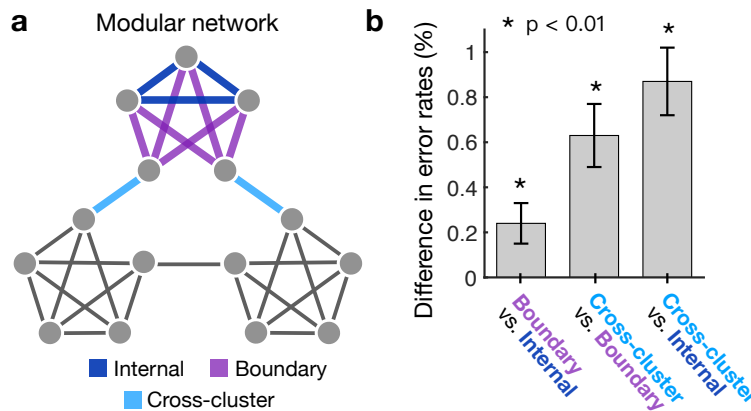 a
Modular network
Internal
Boundary
Cross-cluster
b
* p < 0.01
Difference in error rates (%)
1
0.8
0.6
0.4
0.2
0
*
*
*
Boundary
vs. Internal
Cross-cluster
vs. Boundary
Cross-cluster
vs. Internal